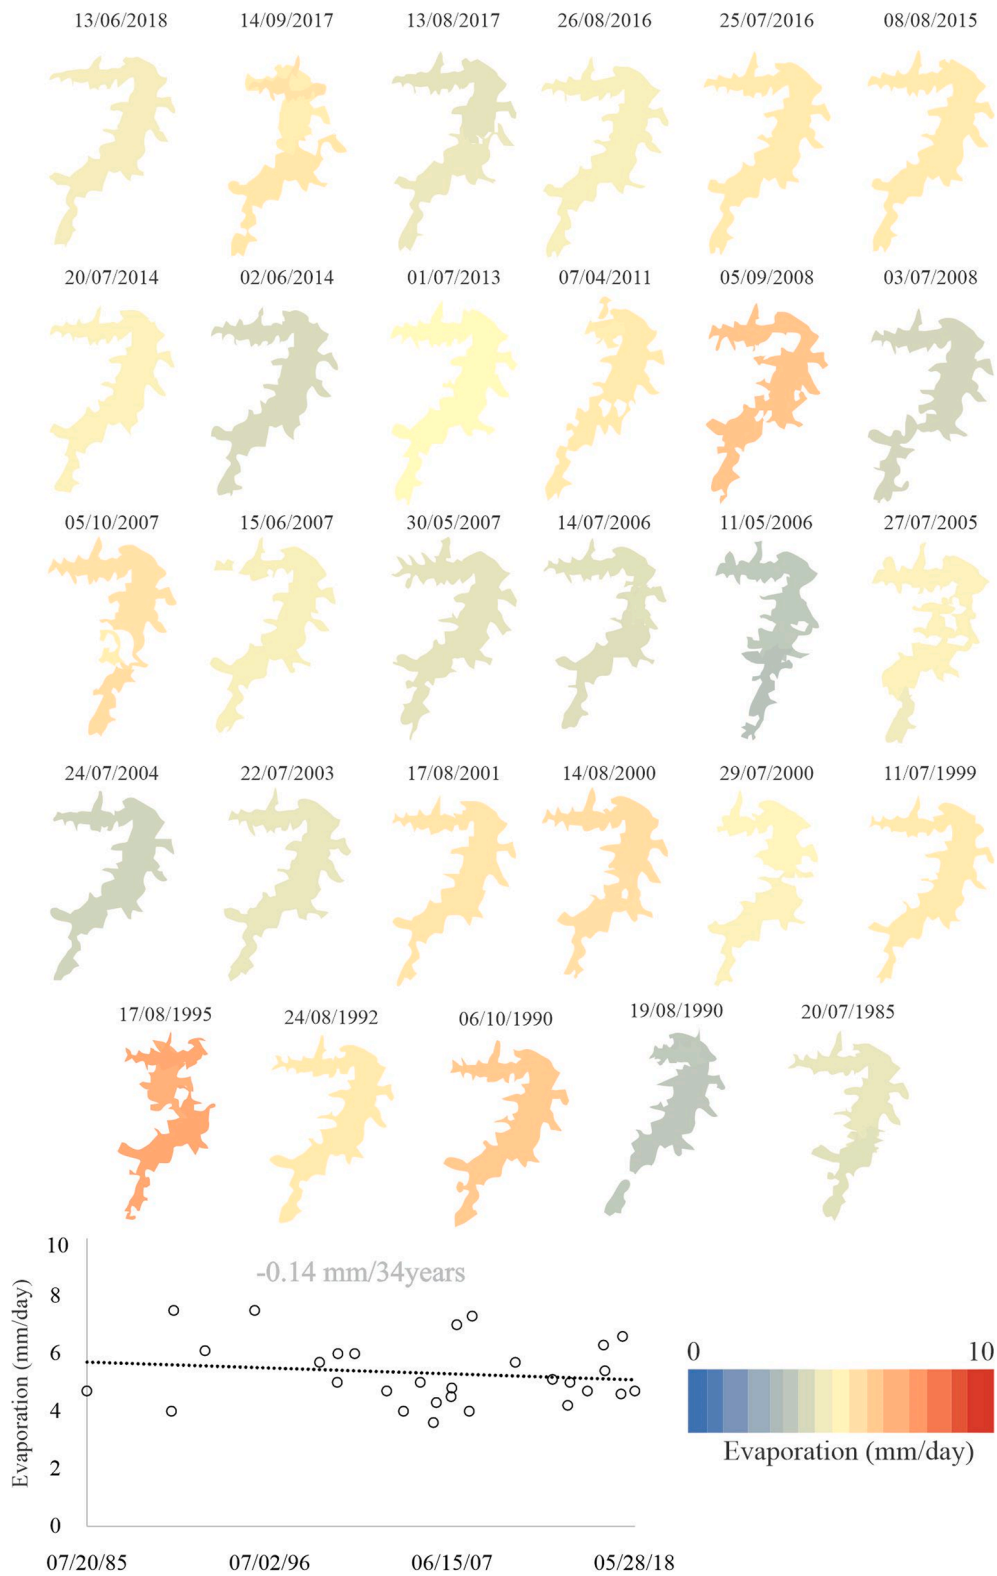 13/06/2018 14/09/2017 13/08/2017 26/08/2016 25/07/2016 08/08/2015
20/07/2014 02/06/2014 01/07/2013 07/04/2011 05/09/2008 03/07/2008
05/10/2007 15/06/2007 30/05/2007 14/07/2006 11/05/2006 27/07/2005
24/07/2004 22/07/2003 17/08/2001 14/08/2000 29/07/2000 11/07/1999
17/08/1995 24/08/1992 06/10/1990 19/08/1990 20/07/1985
10
8
6
4
2
0
Evaporation (mm/day)
-0.14 mm/34years
07/20/85 07/02/96 06/15/07 05/28/18
0 10
Evaporation (mm/day)